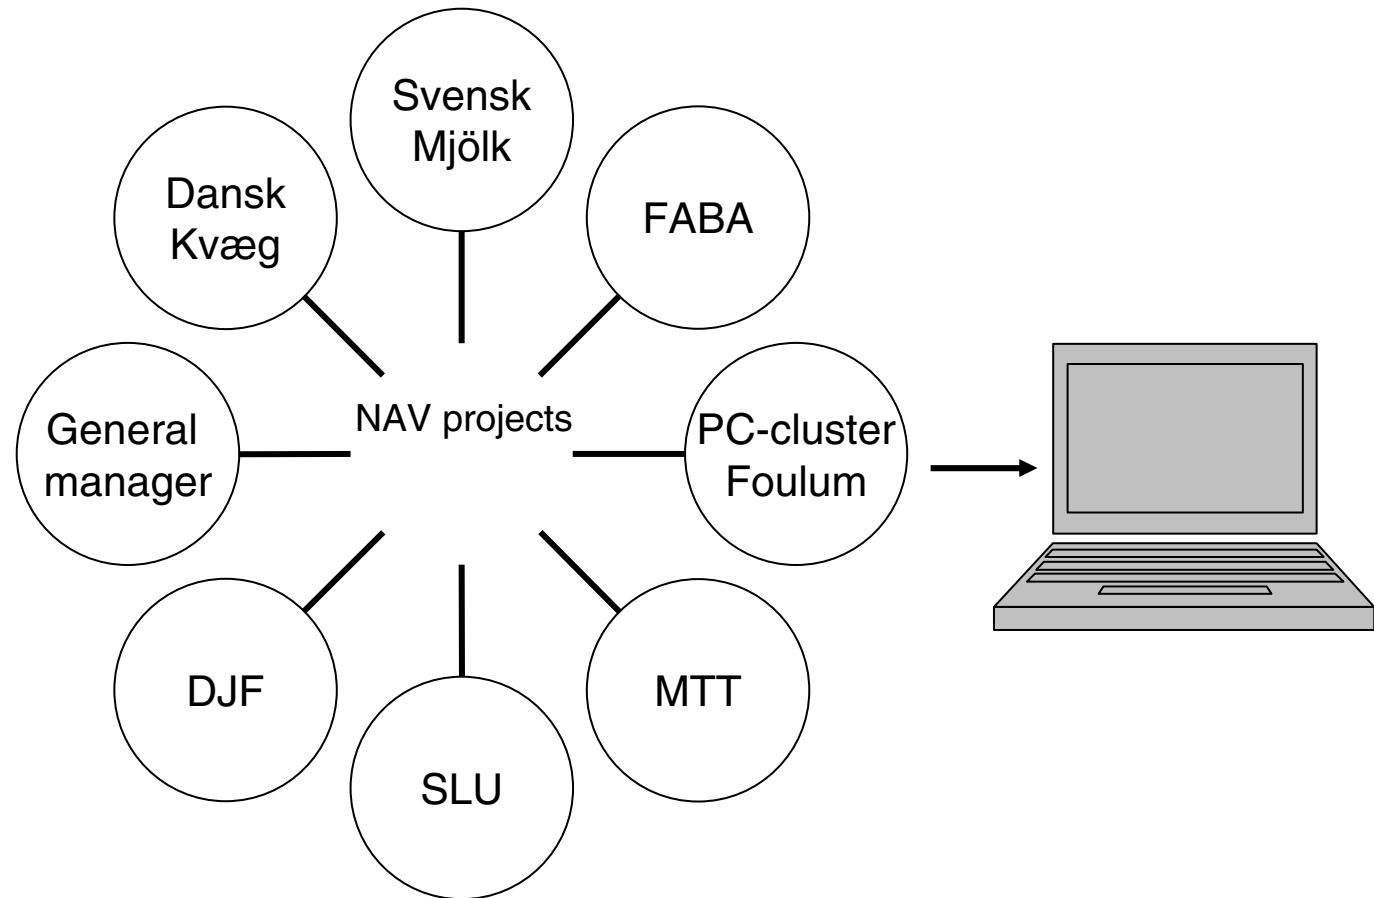 Svensk
Mjölk
Dansk
Kvæg
FABA
NAV projects
General
manager
PC-cluster
Foulum
DJF
MTT
SLU